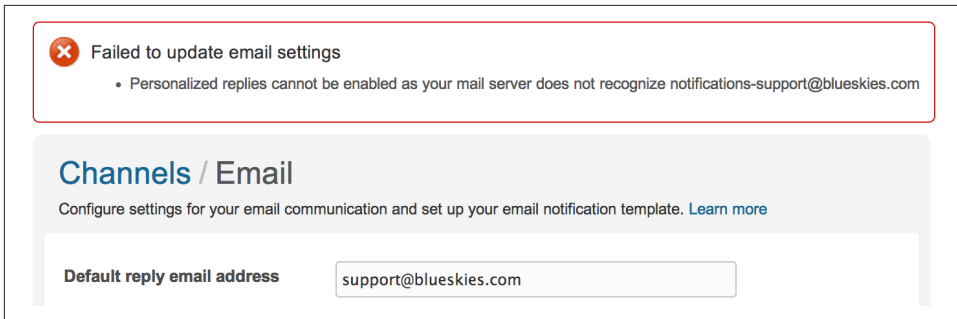 Failed to update email settings
• Personalized replies cannot be enabled as your mail server does not recognize notifications-support@blueskies.com
Channels / Email
Configure settings for your email communication and set up your email notification template. Learn more
Default reply email address
support@blueskies.com